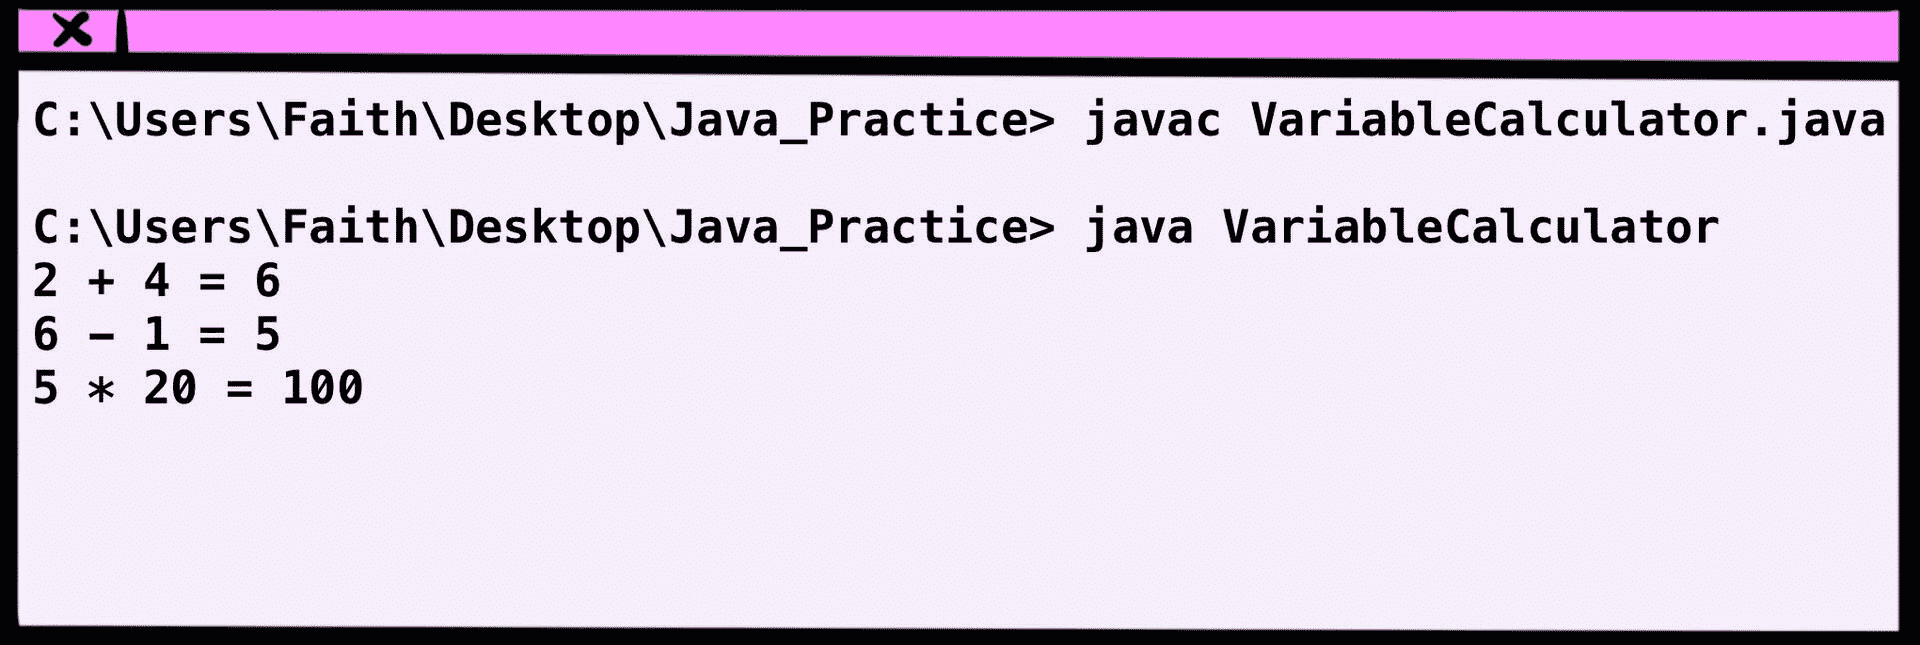 C:\Users\Faith\Desktop\Java_Practice> javac VariableCalculator.java
C:\Users\Faith\Desktop\Java_Practice> java VariableCalculator
2 + 4 = 6
6 − 1 = 5
5 * 20 = 100